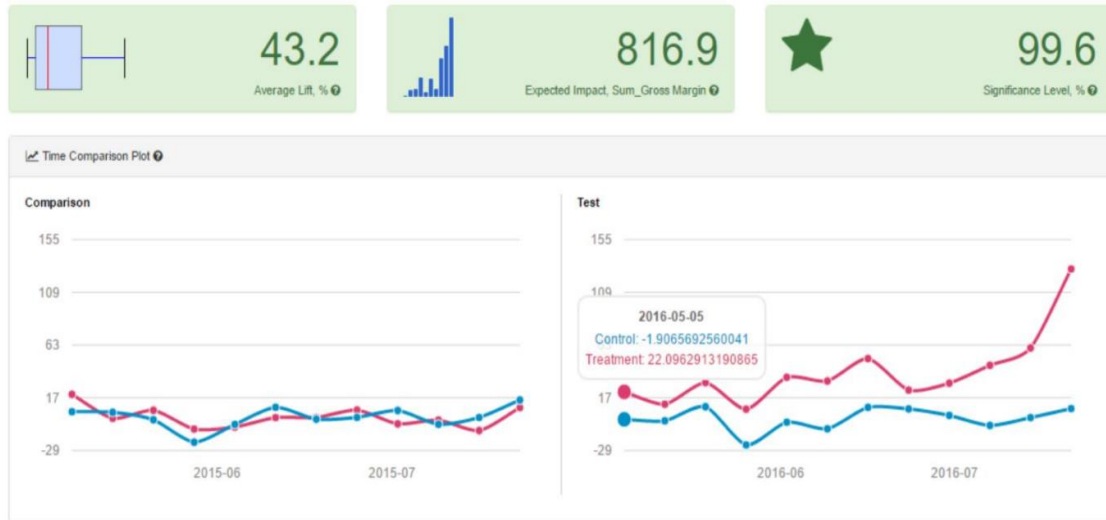 43.2
Average Lift, %
816.9
Expected Impact, Sum_Gross Margin
99.6
Significance Level, %
Time Comparison Plot
Comparison
155
109
63
17
-29
2015-06 2015-07
Test
155
109
2016-05-05
Control: -1.9065692560041
Treatment: 22.0962913190865
17
-29
2016-06 2016-07